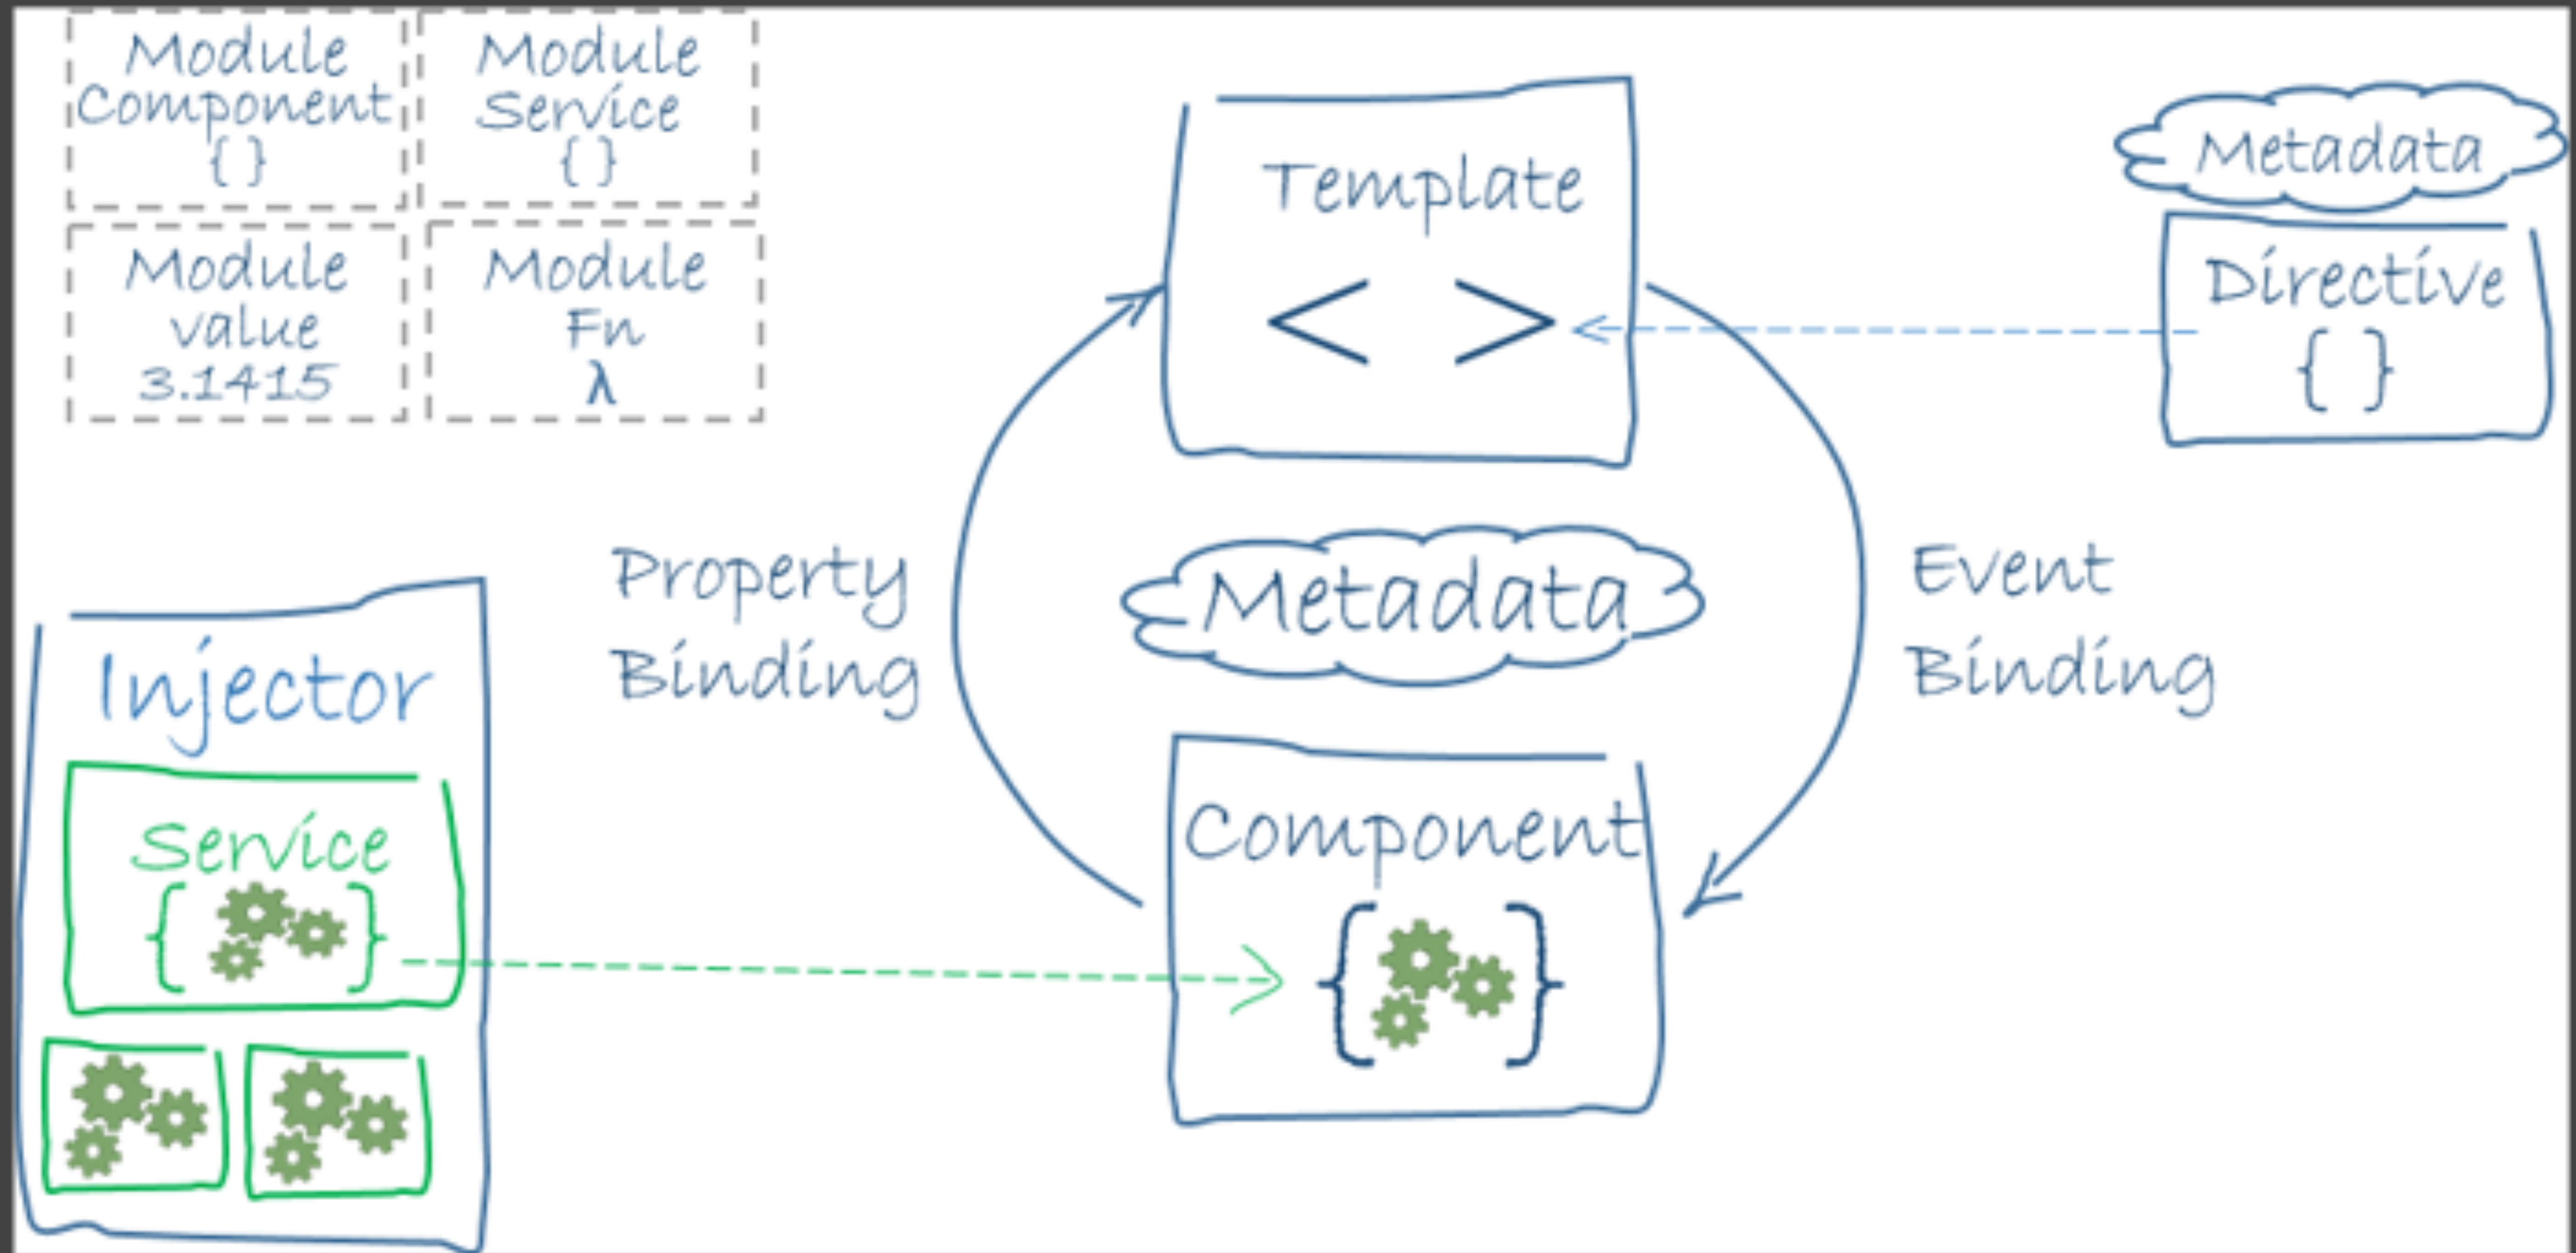 Module
Component
{ }
Module
Service
{ }
Module
value
3.1415
Module
Fn
λ
Template
< >
Metadata
Directive
{ }
Property
Binding
Metadata
Event
Binding
Injector
Service
{ }
Component
{ }